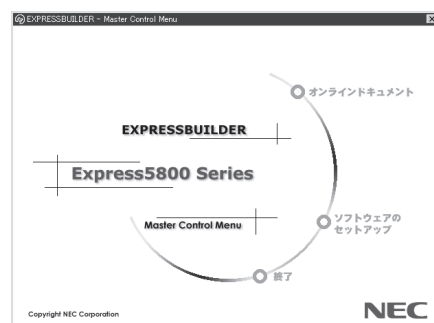 EXPRESSBUILDER - Master Control Menu
オンラインドキュメント
EXPRESSBUILDER
Express5800 Series
Master Control Menu
ソフトウェアの
セットアップ
終了
Copyright NEC Corporation
NEC